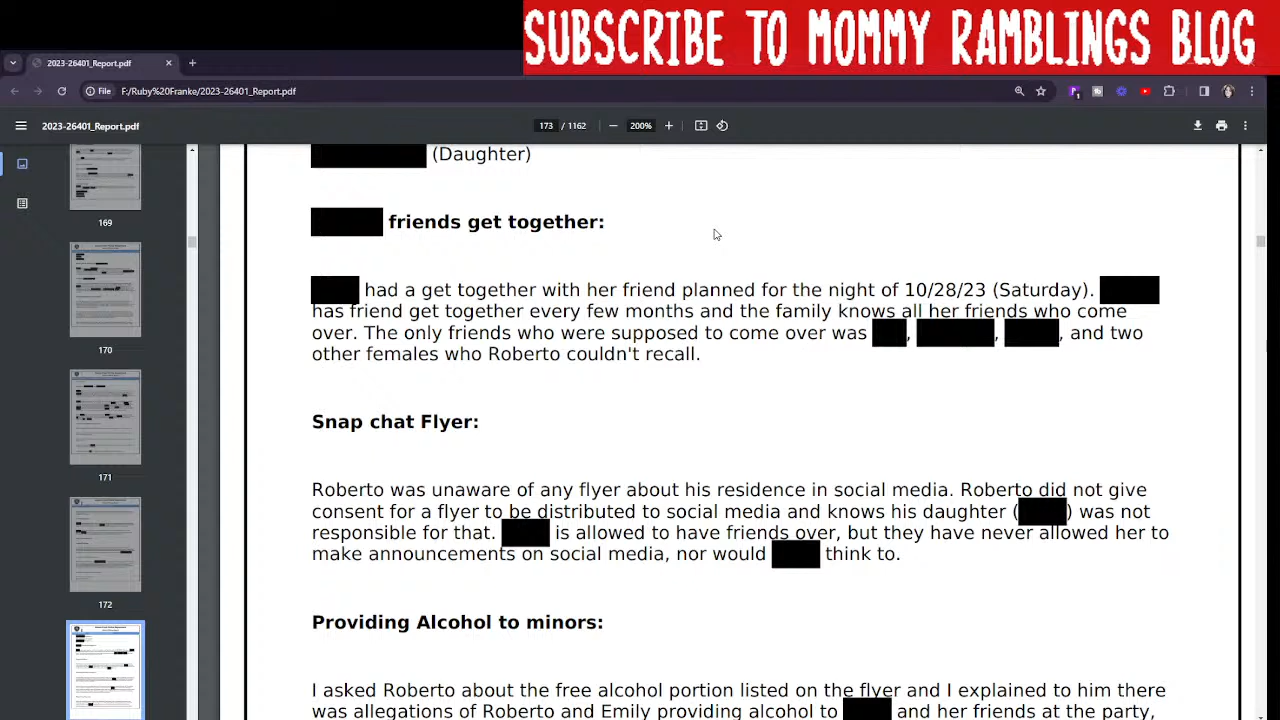 SUBSCRIBE TO MOMMY RAMBLINGS BLOG
2023-26401_Report.pdf
File F:/Ruby%20Franke/2023-26401_Report.pdf
2023-26401_Report.pdf 173 / 1162 200%
169
170
171
172
(Daughter)
friends get together:
had a get together with her friend planned for the night of 10/28/23 (Saturday).
has friend get together every few months and the family knows all her friends who come
over. The only friends who were supposed to come over was , , , and two
other females who Roberto couldn't recall.
Snap chat Flyer:
Roberto was unaware of any flyer about his residence in social media. Roberto did not give
consent for a flyer to be distributed to social media and knows his daughter ( ) was not
responsible for that. is allowed to have friends over, but they have never allowed her to
make announcements on social media, nor would think to.
Providing Alcohol to minors:
I asked Roberto about the free alcohol portion listed on the flyer and I explained to him there
was allegations of Roberto and Emily providing alcohol to and her friends at the party,